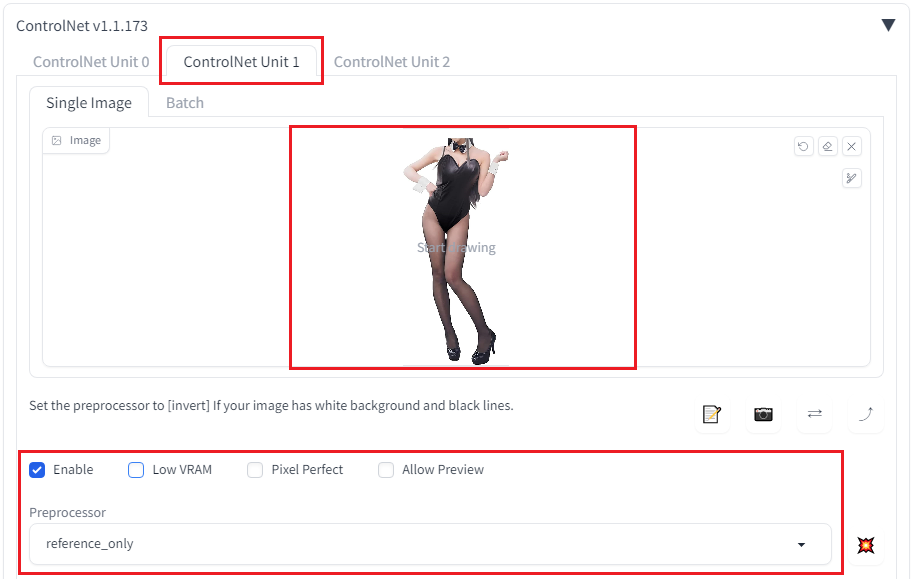 ControlNet v1.1.173
ControlNet Unit 0 ControlNet Unit 1 ControlNet Unit 2
Single Image Batch
Image
Start drawing
Set the preprocessor to [invert] If your image has white background and black lines.
Enable Low VRAM Pixel Perfect Allow Preview
Preprocessor
reference_only